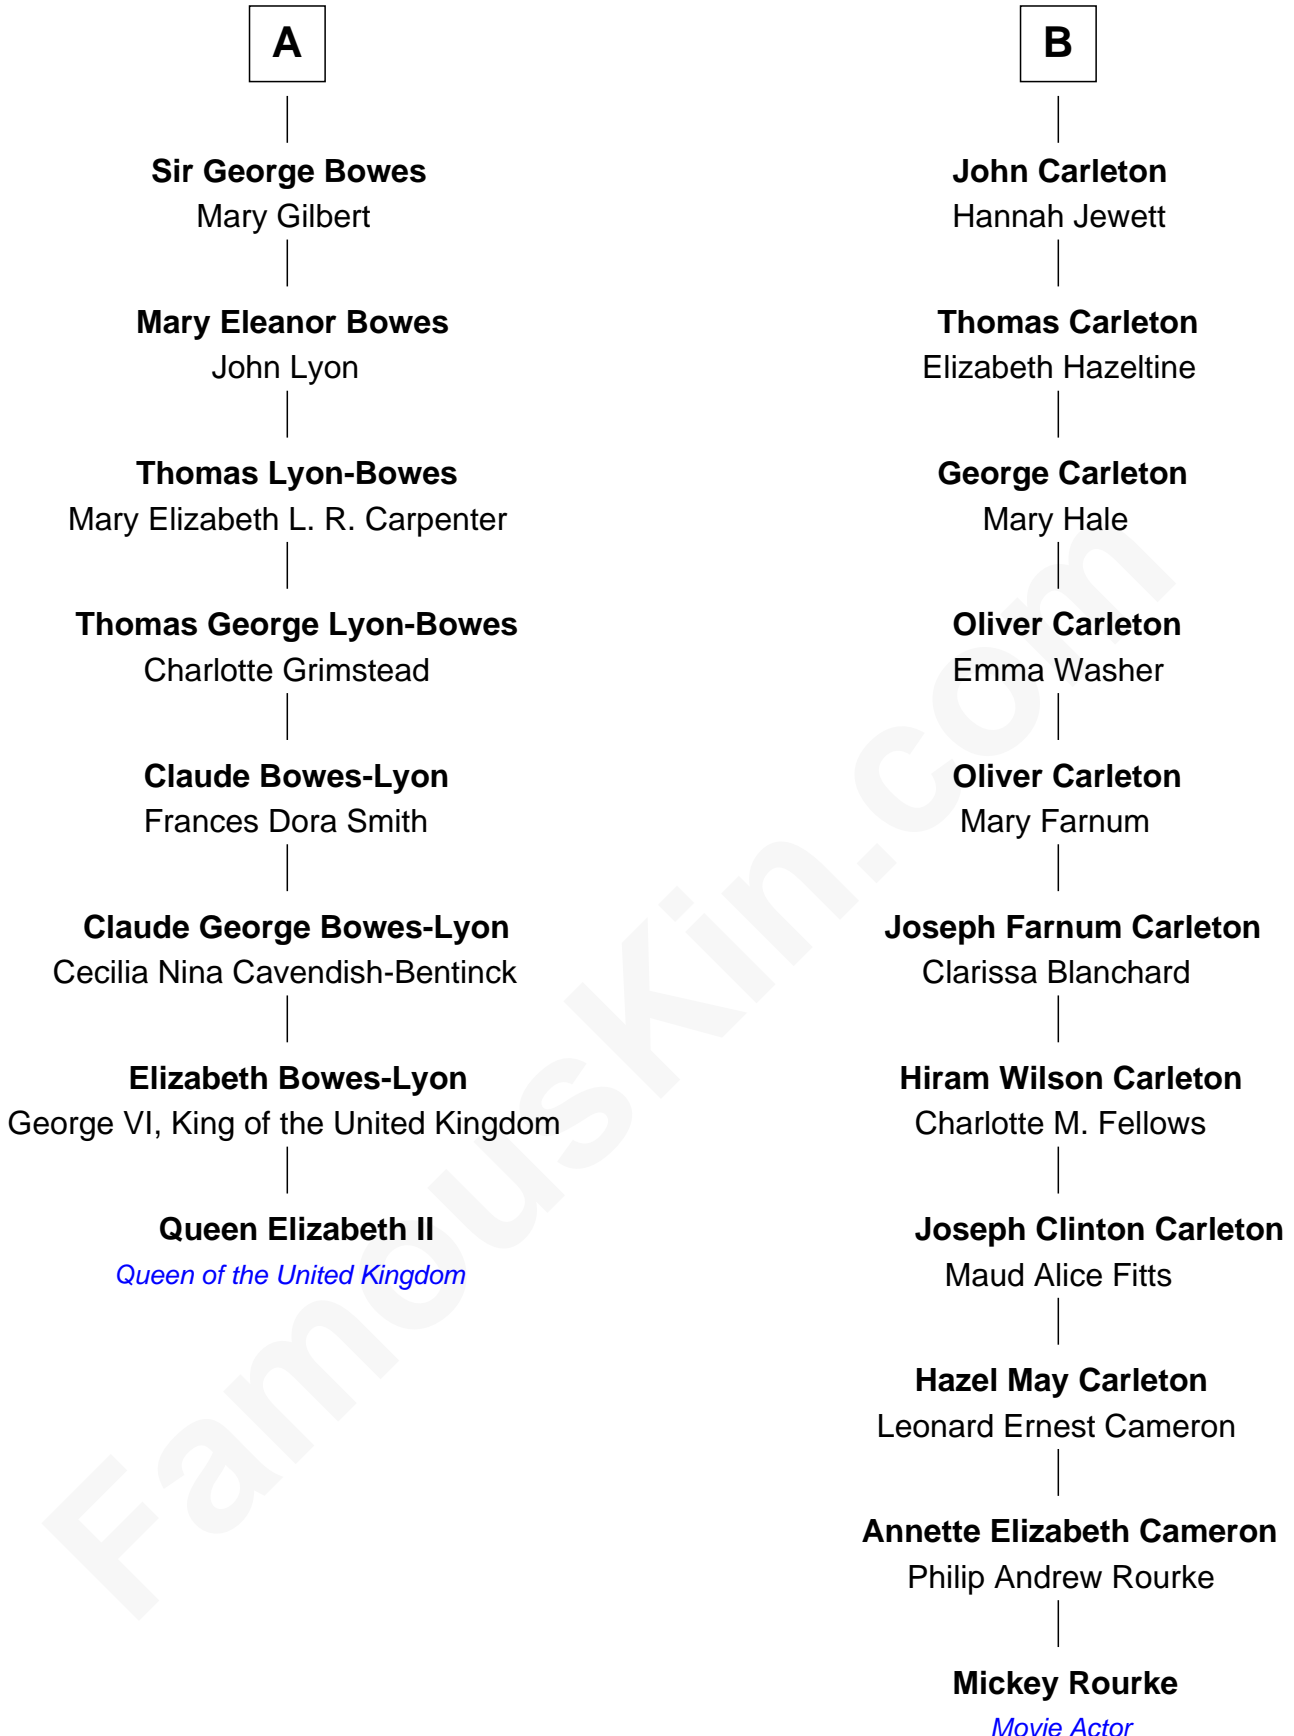 A
Sir George Bowes
Mary Gilbert
Mary Eleanor Bowes
John Lyon
Thomas Lyon-Bowes
Mary Elizabeth L. R. Carpenter
Thomas George Lyon-Bowes
Charlotte Grimstead
Claude Bowes-Lyon
Frances Dora Smith
Claude George Bowes-Lyon
Cecilia Nina Cavendish-Bentinck
Elizabeth Bowes-Lyon
George VI, King of the United Kingdom
Queen Elizabeth II
Queen of the United Kingdom
B
John Carleton
Hannah Jewett
Thomas Carleton
Elizabeth Hazeltine
George Carleton
Mary Hale
Oliver Carleton
Emma Washer
Oliver Carleton
Mary Farnum
Joseph Farnum Carleton
Clarissa Blanchard
Hiram Wilson Carleton
Charlotte M. Fellows
Joseph Clinton Carleton
Maud Alice Fitts
Hazel May Carleton
Leonard Ernest Cameron
Annette Elizabeth Cameron
Philip Andrew Rourke
Mickey Rourke
Movie Actor
FamousKin.com